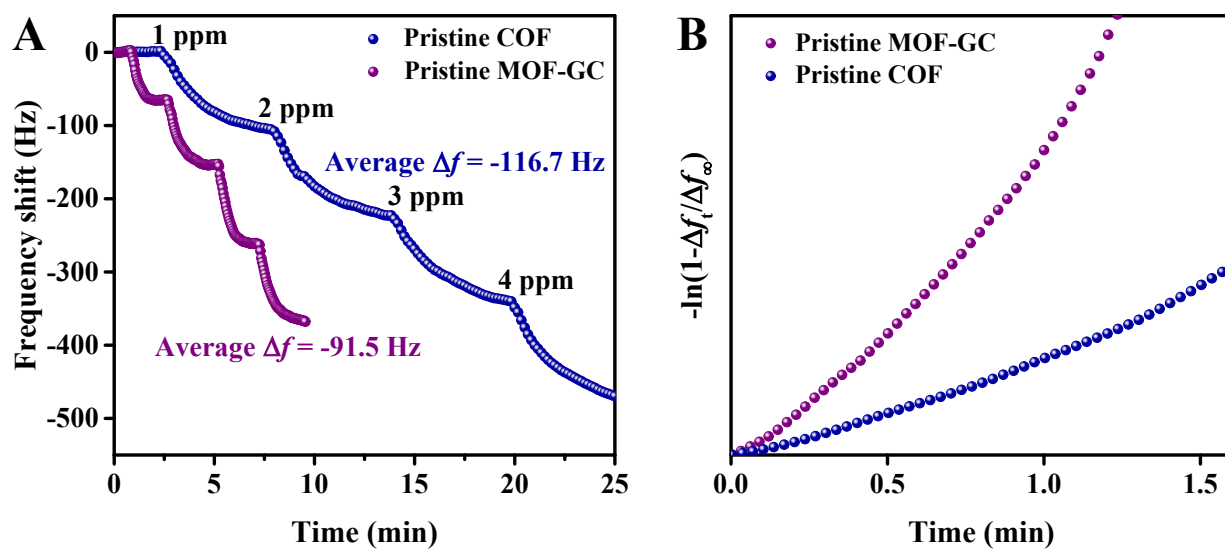 A
Frequency shift (Hz)
0
-100
-200
-300
-400
-500
1 ppm
2 ppm
3 ppm
4 ppm
Pristine COF
Pristine MOF-GC
Average Δf = -116.7 Hz
Average Δf = -91.5 Hz
0 5 10 15 20 25
Time (min)
B
-ln(1-Δfₜ/Δf∞)
Pristine MOF-GC
Pristine COF
0.0 0.5 1.0 1.5
Time (min)